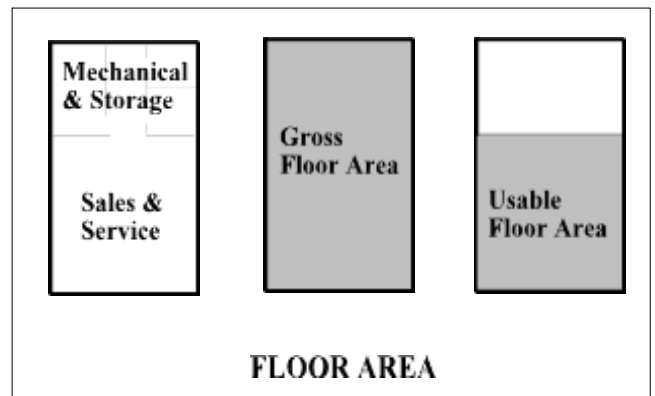 Mechanical
& Storage
Sales &
Service
Gross
Floor Area
Usable
Floor Area
FLOOR AREA